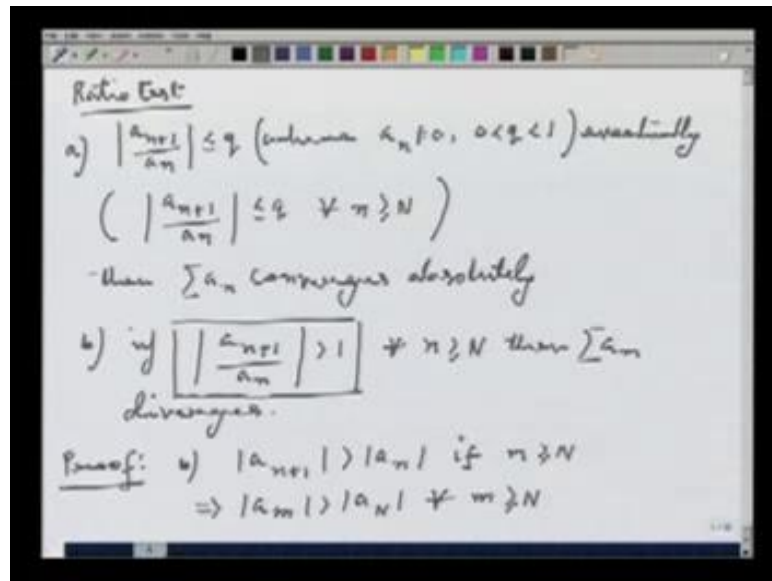 Ratio Test
a) |a_{n+1}/a_n| ≤ q (where a_n ≠ 0, 0<q<1) eventually
( |a_{n+1}/a_n| ≤ q ∀ n ≥ N )
then ∑a_n converges absolutely
b) if |a_{n+1}/a_n| > 1 ∀ n ≥ N then ∑a_n
diverges.
Proof: b) |a_{n+1}| > |a_n| if n ≥ N
⇒ |a_m| > |a_N| ∀ m ≥ N